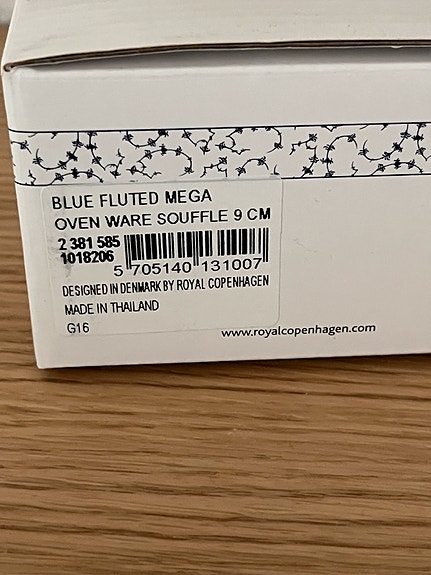 BLUE FLUTED MEGA
OVEN WARE SOUFFLE 9 CM
2 381 585
1018206
5 705140 131007
DESIGNED IN DENMARK BY ROYAL COPENHAGEN
MADE IN THAILAND
G16
www.royalcopenhagen.com